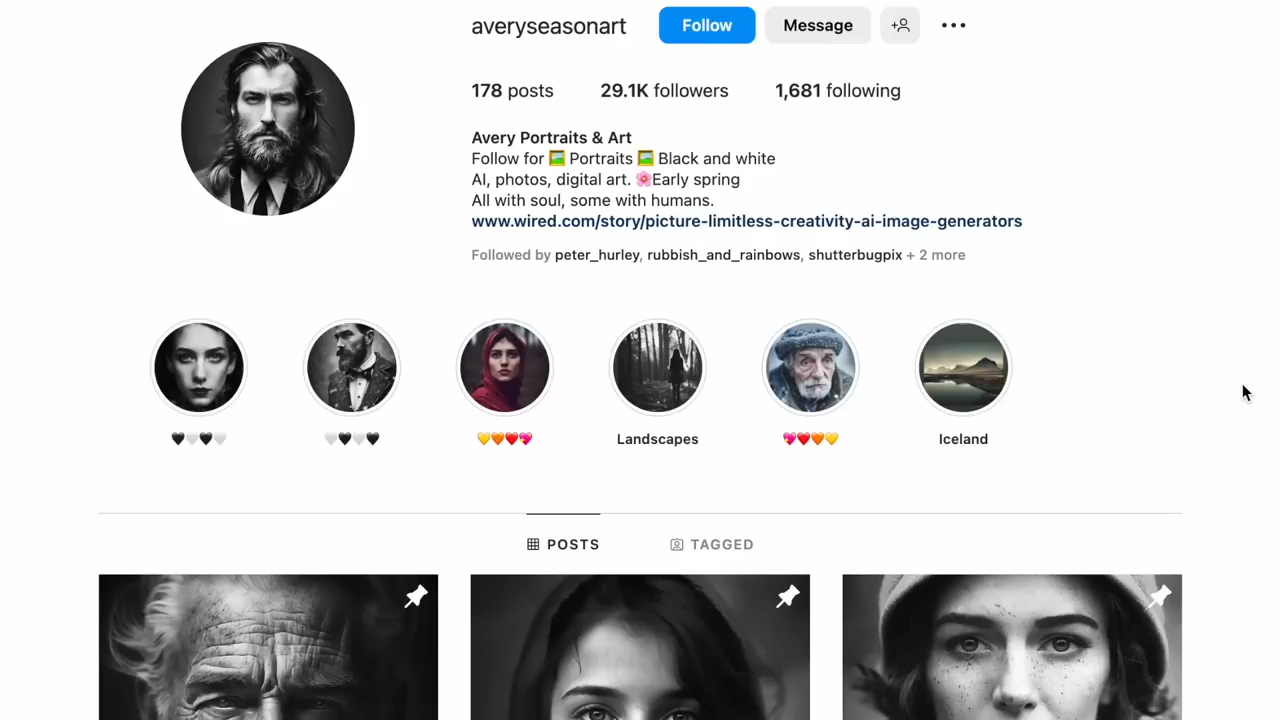 averyseasonart Follow Message
178 posts 29.1K followers 1,681 following
Avery Portraits & Art
Follow for 🖼️ Portraits 🖼️ Black and white
AI, photos, digital art. 🌸Early spring
All with soul, some with humans.
www.wired.com/story/picture-limitless-creativity-ai-image-generators
Followed by peter_hurley, rubbish_and_rainbows, shutterbugpix + 2 more
🖤🤍🖤🤍 🤍🖤🤍🖤 💛🧡❤️💖 Landscapes 💖❤️🧡💛 Iceland
POSTS TAGGED